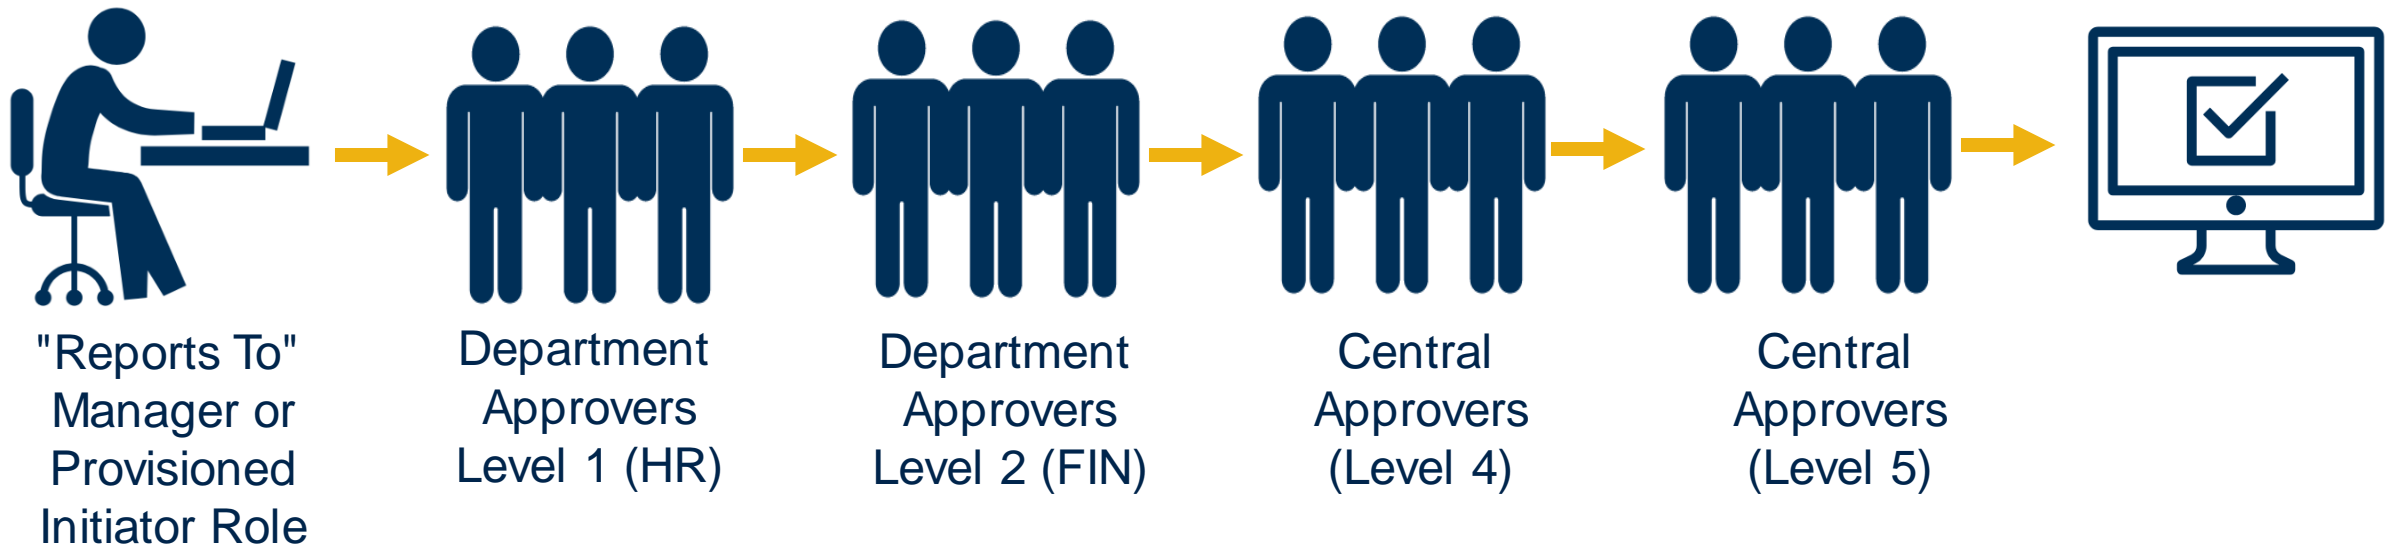 "Reports To"
Manager or
Provisioned
Initiator Role
Department
Approvers
Level 1 (HR)
Department
Approvers
Level 2 (FIN)
Central
Approvers
(Level 4)
Central
Approvers
(Level 5)